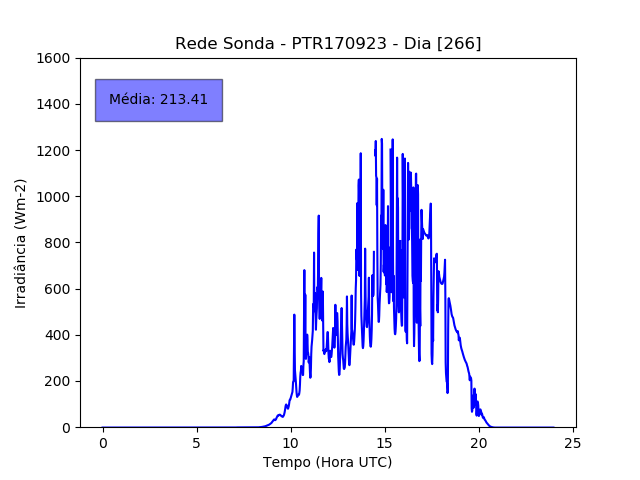 Rede Sonda - PTR170923 - Dia [266]
1600
1400
1200
1000
800
600
400
200
0
Média: 213.41
Irradiância (Wm-2)
0 5 10 15 20 25
Tempo (Hora UTC)